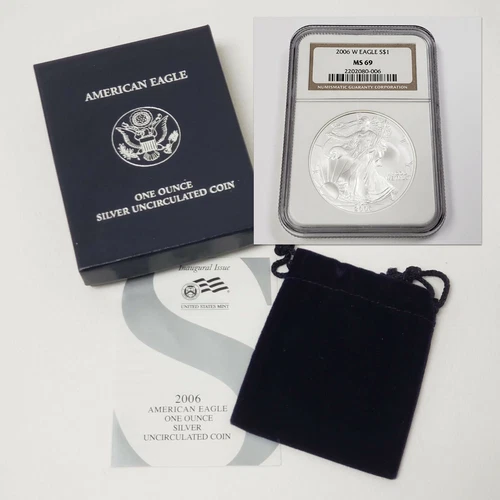 AMERICAN EAGLE
ONE OUNCE
SILVER UNCIRCULATED COIN
2006 W EAGLE S$1
MS 69
2202080-006
NUMISMATIC GUARANTY CORPORATION
Inaugural Issue
UNITED STATES MINT
S
2006
AMERICAN EAGLE
ONE OUNCE
SILVER
UNCIRCULATED COIN